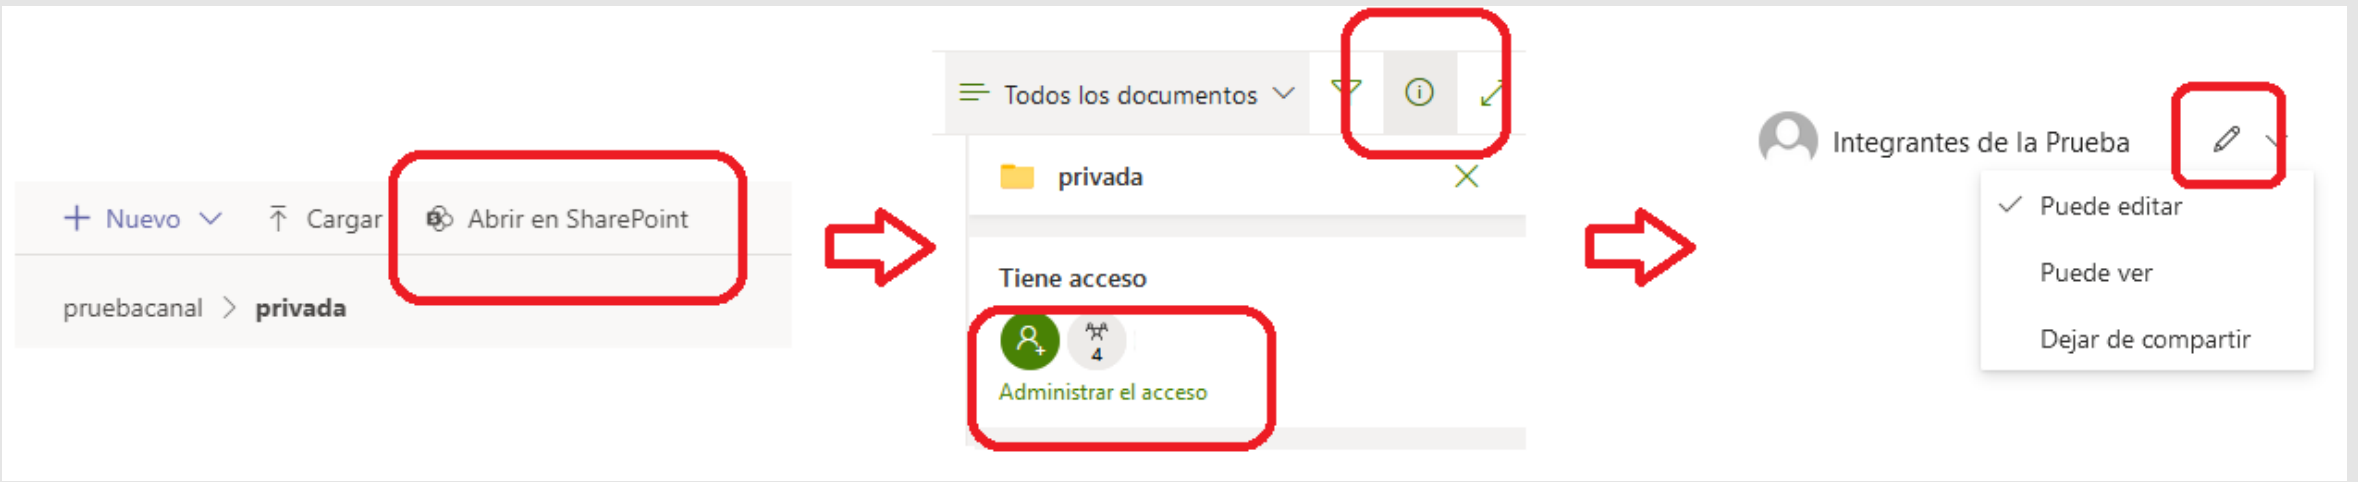 Nuevo Cargar Abrir en SharePoint
pruebacanal > privada
Todos los documentos
privada
Tiene acceso
4
Administrar el acceso
Integrantes de la Prueba
Puede editar
Puede ver
Dejar de compartir